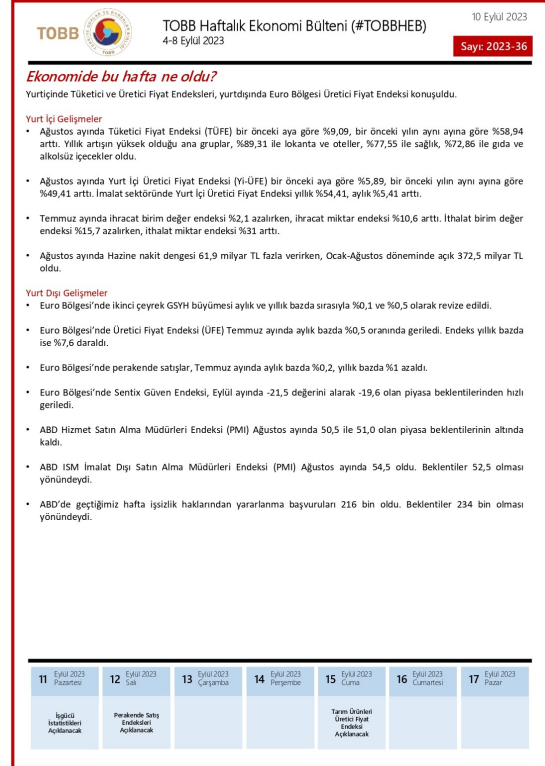 TOBB
TOBB
TOBB Haftalık Ekonomi Bülteni (#TOBBHEB)
4-8 Eylül 2023
10 Eylül 2023
Sayı: 2023-36
Ekonomide bu hafta ne oldu?
Yurtiçinde Tüketici ve Üretici Fiyat Endeksleri, yurtdışında Euro Bölgesi Üretici Fiyat Endeksi konuşuldu.
Yurt İçi Gelişmeler
• Ağustos ayında Tüketici Fiyat Endeksi (TÜFE) bir önceki aya göre %9,09, bir önceki yılın aynı ayına göre %58,94
arttı. Yıllık artışın yüksek olduğu ana gruplar, %89,31 ile lokanta ve oteller, %77,55 ile sağlık, %72,86 ile gıda ve
alkolsüz içecekler oldu.
• Ağustos ayında Yurt İçi Üretici Fiyat Endeksi (Yi-ÜFE) bir önceki aya göre %5,89, bir önceki yılın aynı ayına göre
%49,41 arttı. İmalat sektöründe Yurt İçi Üretici Fiyat Endeksi yıllık %54,41, aylık %5,41 arttı.
• Temmuz ayında ihracat birim değer endeksi %2,1 azalırken, ihracat miktar endeksi %10,6 arttı. İthalat birim değer
endeksi %15,7 azalırken, ithalat miktar endeksi %31 arttı.
• Ağustos ayında Hazine nakit dengesi 61,9 milyar TL fazla verirken, Ocak-Ağustos döneminde açık 372,5 milyar TL
oldu.
Yurt Dışı Gelişmeler
• Euro Bölgesi’nde ikinci çeyrek GSYH büyümesi aylık ve yıllık bazda sırasıyla %0,1 ve %0,5 olarak revize edildi.
• Euro Bölgesi’nde Üretici Fiyat Endeksi (ÜFE) Temmuz ayında aylık bazda %0,5 oranında geriledi. Endeks yıllık bazda
ise %7,6 daraldı.
• Euro Bölgesi’nde perakende satışlar, Temmuz ayında aylık bazda %0,2, yıllık bazda %1 azaldı.
• Euro Bölgesi’nde Sentix Güven Endeksi, Eylül ayında -21,5 değerini alarak -19,6 olan piyasa beklentilerinden hızlı
geriledi.
• ABD Hizmet Satın Alma Müdürleri Endeksi (PMI) Ağustos ayında 50,5 ile 51,0 olan piyasa beklentilerinin altında
kaldı.
• ABD ISM İmalat Dışı Satın Alma Müdürleri Endeksi (PMI) Ağustos ayında 54,5 oldu. Beklentiler 52,5 olması
yönündeydi.
• ABD’de geçtiğimiz hafta işsizlik haklarından yararlanma başvuruları 216 bin oldu. Beklentiler 234 bin olması
yönündeydi.
11 Eylül 2023 Pazartesi
12 Eylül 2023 Salı
13 Eylül 2023 Çarşamba
14 Eylül 2023 Perşembe
15 Eylül 2023 Cuma
16 Eylül 2023 Cumartesi
17 Eylül 2023 Pazar
İşgücü
İstatistikleri
Açıklanacak
Perakende Satış
Endeksleri
Açıklanacak
Tarım Ürünleri
Üretici Fiyat
Endeksi
Açıklanacak